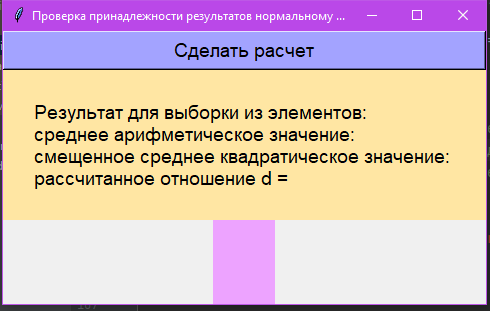 Проверка принадлежности результатов нормальному ...
Сделать расчет
Результат для выборки из элементов:
среднее арифметическое значение:
смещенное среднее квадратическое значение:
рассчитанное отношение d =